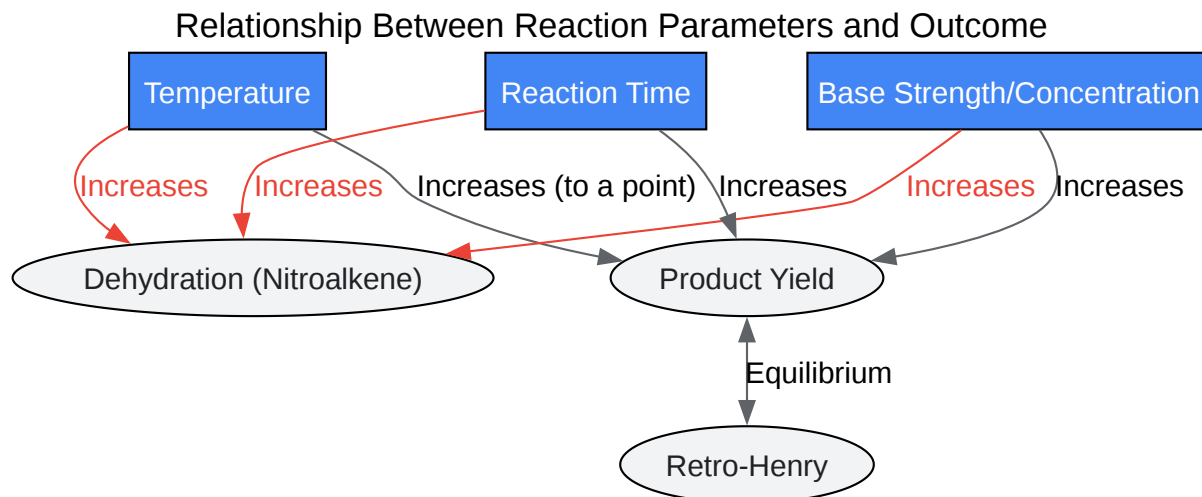 Relationship Between Reaction Parameters and Outcome
Temperature
Reaction Time
Base Strength/Concentration
Increases
Increases
Increases (to a point)
Increases
Increases
Increases
Dehydration (Nitroalkene)
Product Yield
Equilibrium
Retro-Henry